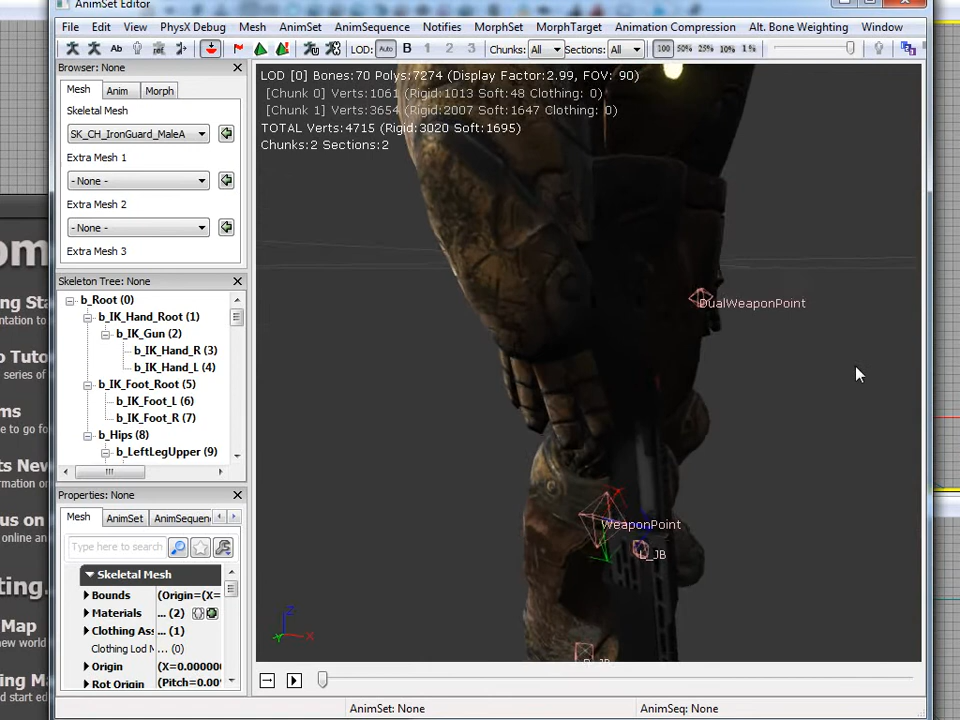 AnimSet Editor
File Edit View PhysX Debug Mesh AnimSet AnimSequence Notifies MorphSet MorphTarget Animation Compression Alt. Bone Weighting Window
Ab LOD: Auto B 1 2 3 Chunks: All Sections: All 100 50% 25% 10% 1%
Browser: None
Mesh Anim Morph
Skeletal Mesh
SK_CH_IronGuard_MaleA
Extra Mesh 1
- None -
Extra Mesh 2
- None -
Extra Mesh 3
Skeleton Tree: None
b_Root (0)
b_IK_Hand_Root (1)
b_IK_Gun (2)
b_IK_Hand_R (3)
b_IK_Hand_L (4)
b_IK_Foot_Root (5)
b_IK_Foot_L (6)
b_IK_Foot_R (7)
b_Hips (8)
b_LeftLegUpper (9)
Properties: None
Mesh AnimSet AnimSequen
Type here to search
Skeletal Mesh
Bounds (Origin=(X=
Materials ... (2)
Clothing Ass ... (1)
Clothing Lod M ... (0)
Origin (X=0.000000
Rot Origin (Pitch=0.00°
LOD [0] Bones:70 Polys:7274 (Display Factor:2.99, FOV: 90)
[Chunk 0] Verts:1061 (Rigid:1013 Soft:48 Clothing: 0)
[Chunk 1] Verts:3654 (Rigid:2007 Soft:1647 Clothing: 0)
TOTAL Verts:4715 (Rigid:3020 Soft:1695)
Chunks:2 Sections:2
DualWeaponPoint
WeaponPoint
L_JB
Z
X
Y
AnimSet: None AnimSeq: None